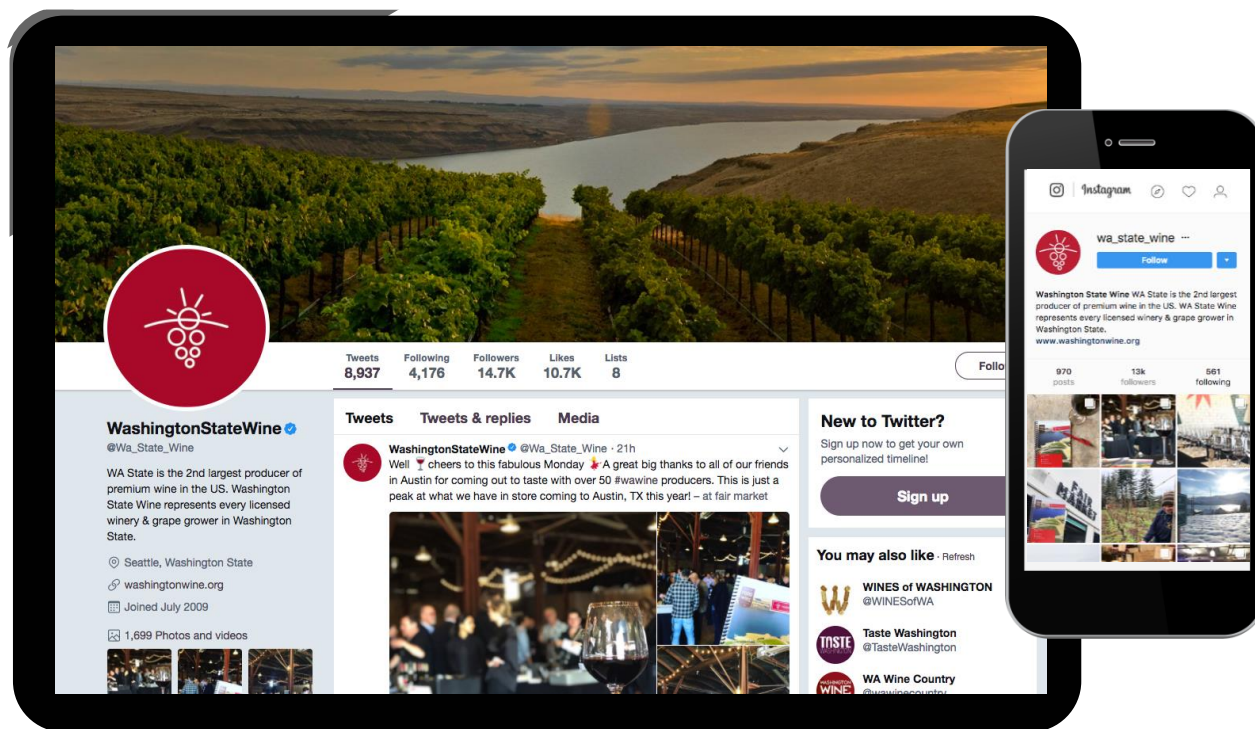 Tweets Following Followers Likes Lists
8,937 4,176 14.7K 10.7K 8
WashingtonStateWine
@Wa_State_Wine
WA State is the 2nd largest producer of
premium wine in the US. Washington
State Wine represents every licensed
winery & grape grower in Washington
State.
Seattle, Washington State
washingtonwine.org
Joined July 2009
1,699 Photos and videos
Tweets Tweets & replies Media
WashingtonStateWine @Wa_State_Wine · 21h
Well 🍷 cheers to this fabulous Monday 💃 A great big thanks to all of our friends
in Austin for coming out to taste with over 50 #wawine producers. This is just a
peak at what we have in store coming to Austin, TX this year! – at fair market
New to Twitter?
Sign up now to get your own
personalized timeline!
Sign up
You may also like · Refresh
WINES of WASHINGTON
@WINESofWA
TASTE
WASHINGTON
Taste Washington
@TasteWashington
WINE
WA Wine Country
@wawinecountry
Instagram
wa_state_wine ···
Follow
Washington State Wine WA State is the 2nd largest
producer of premium wine in the US. WA State Wine
represents every licensed winery & grape grower in
Washington State.
www.washingtonwine.org
970 13k 561
posts followers following